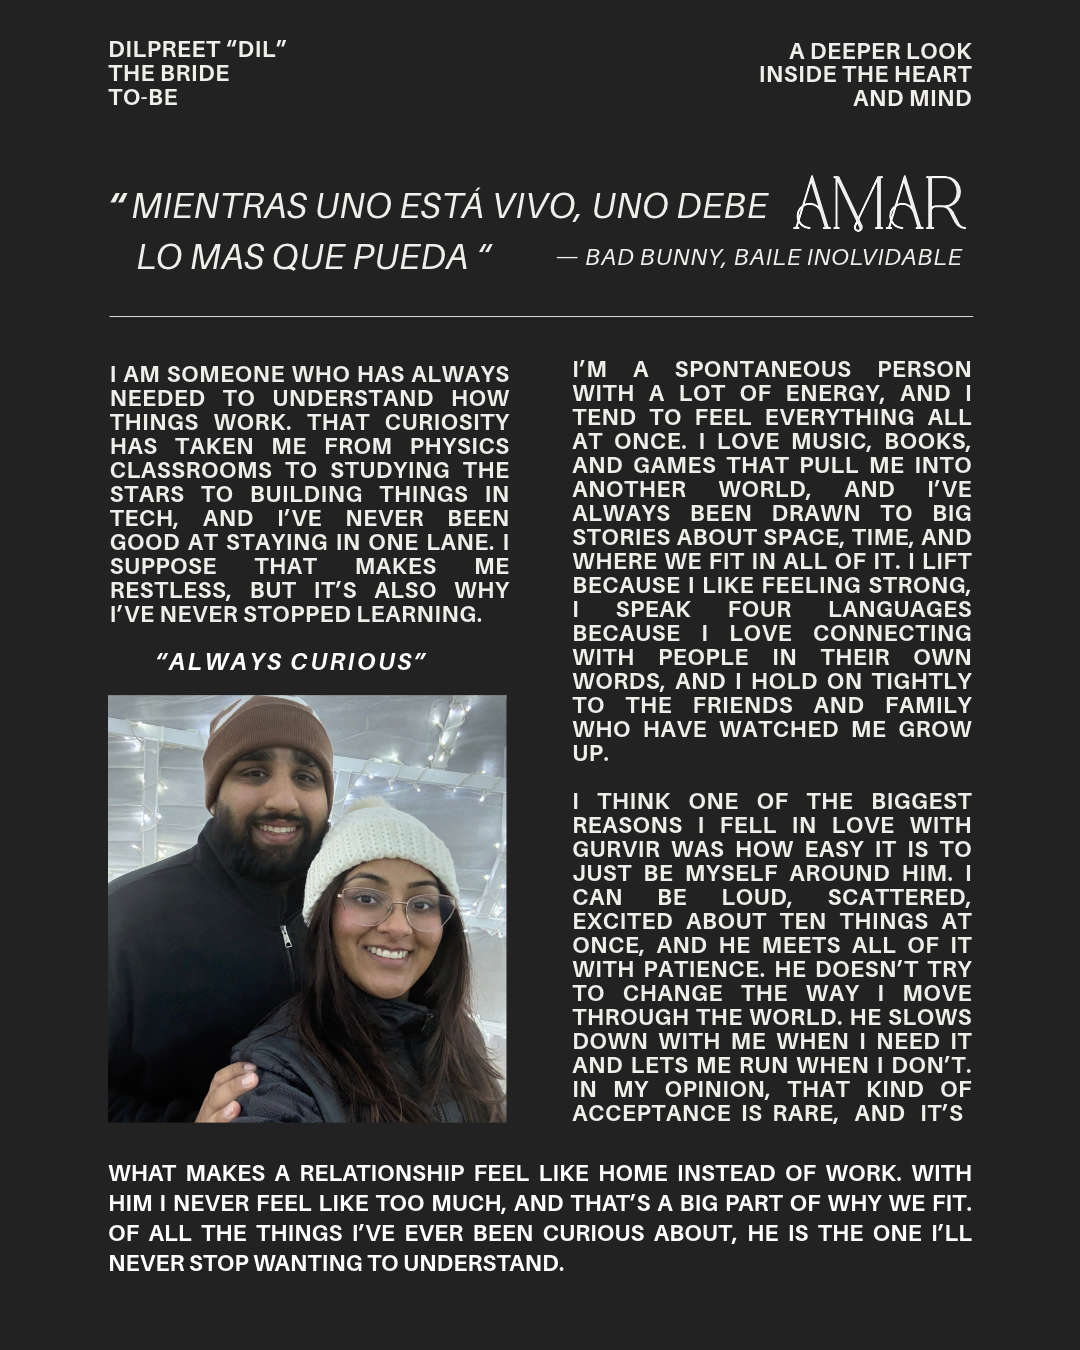 DILPREET “DIL”
THE BRIDE
TO-BE
A DEEPER LOOK
INSIDE THE HEART
AND MIND
“ MIENTRAS UNO ESTÁ VIVO, UNO DEBE AMAR
LO MAS QUE PUEDA “
— BAD BUNNY, BAILE INOLVIDABLE
I AM SOMEONE WHO HAS ALWAYS
NEEDED TO UNDERSTAND HOW
THINGS WORK. THAT CURIOSITY
HAS TAKEN ME FROM PHYSICS
CLASSROOMS TO STUDYING THE
STARS TO BUILDING THINGS IN
TECH, AND I’VE NEVER BEEN
GOOD AT STAYING IN ONE LANE. I
SUPPOSE THAT MAKES ME
RESTLESS, BUT IT’S ALSO WHY
I’VE NEVER STOPPED LEARNING.
“ALWAYS CURIOUS”
I’M A SPONTANEOUS PERSON
WITH A LOT OF ENERGY, AND I
TEND TO FEEL EVERYTHING ALL
AT ONCE. I LOVE MUSIC, BOOKS,
AND GAMES THAT PULL ME INTO
ANOTHER WORLD, AND I’VE
ALWAYS BEEN DRAWN TO BIG
STORIES ABOUT SPACE, TIME, AND
WHERE WE FIT IN ALL OF IT. I LIFT
BECAUSE I LIKE FEELING STRONG,
I SPEAK FOUR LANGUAGES
BECAUSE I LOVE CONNECTING
WITH PEOPLE IN THEIR OWN
WORDS, AND I HOLD ON TIGHTLY
TO THE FRIENDS AND FAMILY
WHO HAVE WATCHED ME GROW
UP.
I THINK ONE OF THE BIGGEST
REASONS I FELL IN LOVE WITH
GURVIR WAS HOW EASY IT IS TO
JUST BE MYSELF AROUND HIM. I
CAN BE LOUD, SCATTERED,
EXCITED ABOUT TEN THINGS AT
ONCE, AND HE MEETS ALL OF IT
WITH PATIENCE. HE DOESN’T TRY
TO CHANGE THE WAY I MOVE
THROUGH THE WORLD. HE SLOWS
DOWN WITH ME WHEN I NEED IT
AND LETS ME RUN WHEN I DON’T.
IN MY OPINION, THAT KIND OF
ACCEPTANCE IS RARE, AND IT’S
WHAT MAKES A RELATIONSHIP FEEL LIKE HOME INSTEAD OF WORK. WITH
HIM I NEVER FEEL LIKE TOO MUCH, AND THAT’S A BIG PART OF WHY WE FIT.
OF ALL THE THINGS I’VE EVER BEEN CURIOUS ABOUT, HE IS THE ONE I’LL
NEVER STOP WANTING TO UNDERSTAND.